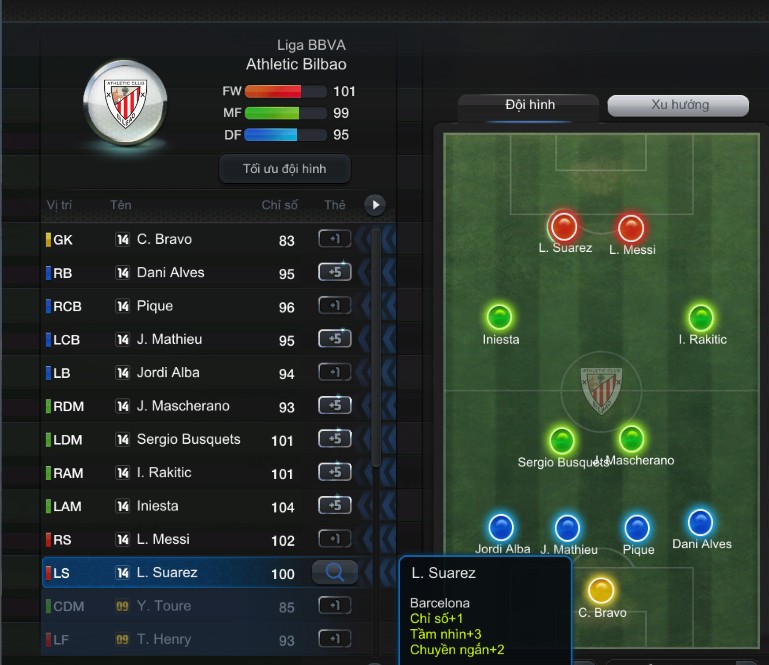 Liga BBVA
Athletic Bilbao
FW 101
MF 99
DF 95
Tối ưu đội hình
Vị trí Tên Chỉ số Thẻ
GK 14 C. Bravo 83 +1
RB 14 Dani Alves 95 +5
RCB 14 Pique 96 +1
LCB 14 J. Mathieu 95 +5
LB 14 Jordi Alba 94 +1
RDM 14 J. Mascherano 93 +5
LDM 14 Sergio Busquets 101 +5
RAM 14 I. Rakitic 101 +5
LAM 14 Iniesta 104 +5
RS 14 L. Messi 102 +1
LS 14 L. Suarez 100
CDM 09 Y. Toure 85 +1
LF 09 T. Henry 93 +1
Đội hình Xu hướng
L. Suarez L. Messi
Iniesta I. Rakitic
ATHLETIC CLUB
Sergio Busquets J. Mascherano
Jordi Alba J. Mathieu Pique Dani Alves
C. Bravo
L. Suarez
Barcelona
Chỉ số+1
Tầm nhìn+3
Chuyền ngắn+2